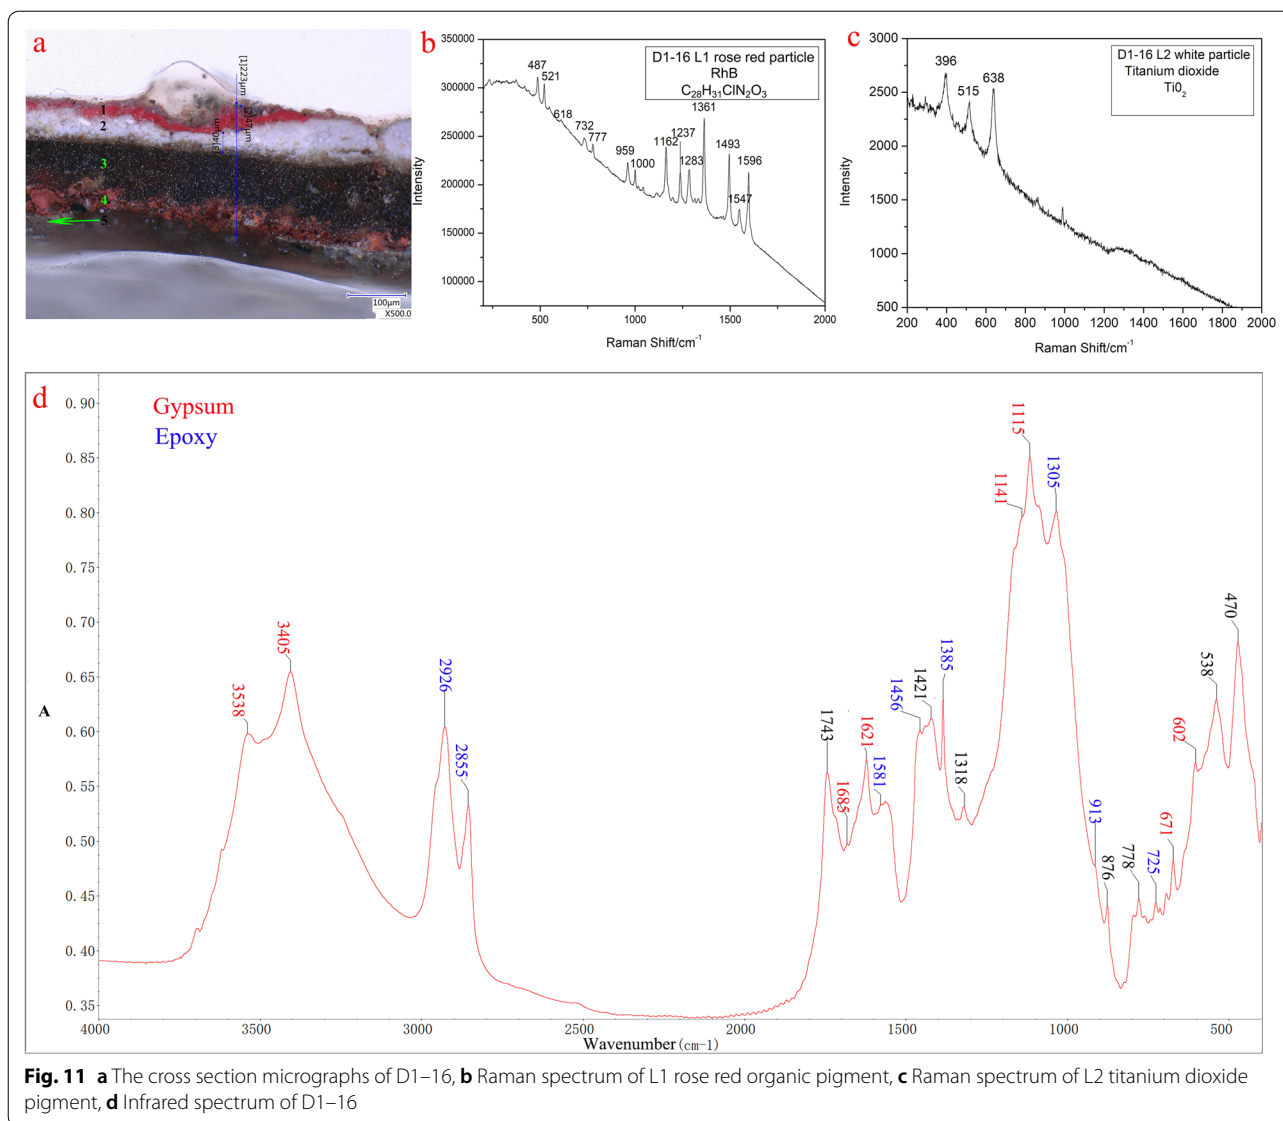 a
[1]223μm
[2]47μm
[3]40μm
1
2
3
4
5
100μm
X500.0
b
D1-16 L1 rose red particle
RhB
C28H31ClN2O3
487
521
618
732
777
959
1000
1162
1237
1283
1361
1493
1547
1596
Intensity
350000
300000
250000
200000
150000
100000
500
1000
1500
2000
Raman Shift/cm-1
c
D1-16 L2 white particle
Titanium dioxide
Ti02
396
515
638
Intensity
3000
2500
2000
1500
1000
500
200 400 600 800 1000 1200 1400 1600 1800 2000
Raman Shift/cm-1
d
Gypsum
Epoxy
3538
3405
2926
2855
1743
1685
1621
1581
1456
1421
1385
1318
1141
1115
1305
913
876
778
725
671
602
538
470
A
0.90
0.85
0.80
0.75
0.70
0.65
0.60
0.55
0.50
0.45
0.40
0.35
4000 3500 3000 2500 2000 1500 1000 500
Wavenumber(cm-1)
Fig. 11 a The cross section micrographs of D1–16, b Raman spectrum of L1 rose red organic pigment, c Raman spectrum of L2 titanium dioxide
pigment, d Infrared spectrum of D1–16